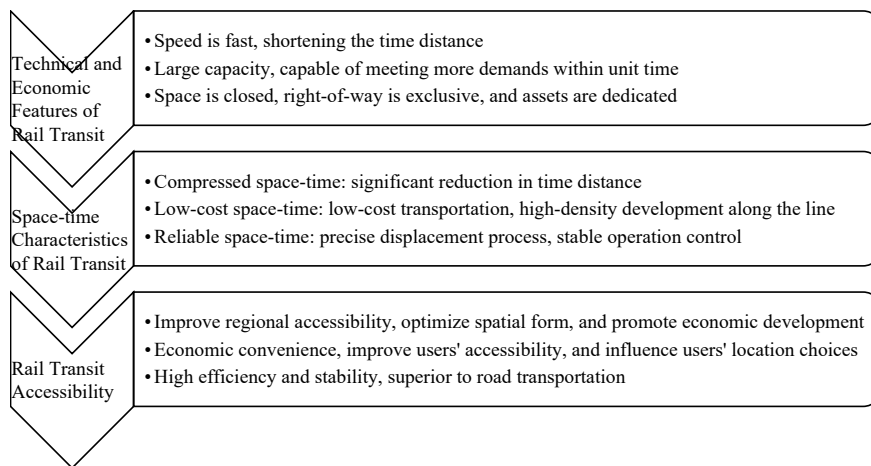 Technical and
Economic
Features of
Rail Transit
• Speed is fast, shortening the time distance
• Large capacity, capable of meeting more demands within unit time
• Space is closed, right-of-way is exclusive, and assets are dedicated
Space-time
Characteristics
of Rail Transit
• Compressed space-time: significant reduction in time distance
• Low-cost space-time: low-cost transportation, high-density development along the line
• Reliable space-time: precise displacement process, stable operation control
Rail Transit
Accessibility
• Improve regional accessibility, optimize spatial form, and promote economic development
• Economic convenience, improve users' accessibility, and influence users' location choices
• High efficiency and stability, superior to road transportation